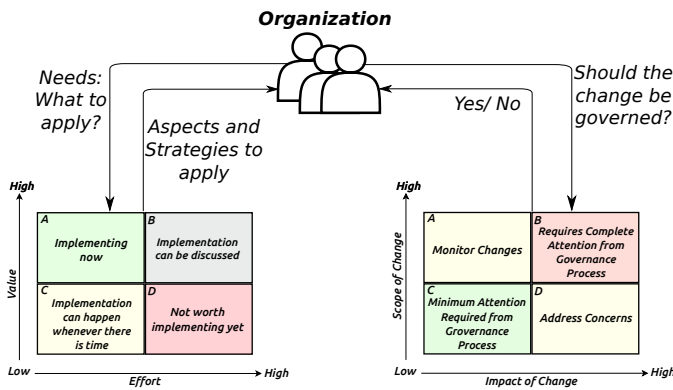 Organization
Needs:
What to
apply?
Aspects and
Strategies to
apply
Should the
change be
governed?
Yes/ No
High
Value
A
Implementing
now
B
Implementation
can be discussed
C
Implementation
can happen
whenever there
is time
D
Not worth
implementing yet
Low
Effort
High
High
Scope of Change
A
Monitor Changes
B
Requires Complete
Attention from
Governance
Process
C
Minimum Attention
Required from
Governance
Process
D
Address Concerns
Low
Impact of Change
High